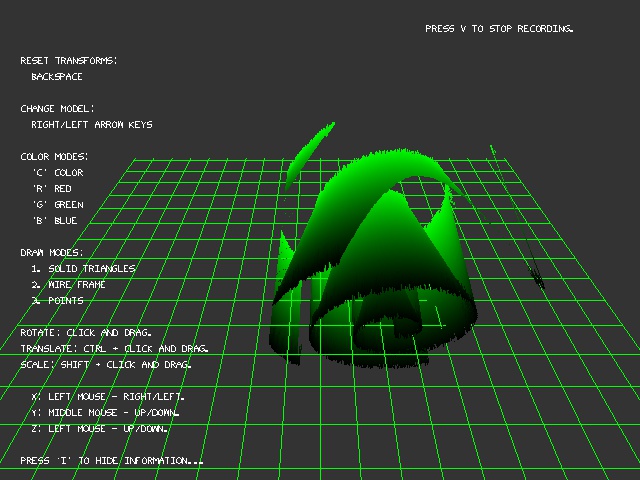 PRESS V TO STOP RECORDING.
RESET TRANSFORMS:
BACKSPACE
CHANGE MODEL:
RIGHT/LEFT ARROW KEYS
COLOR MODES:
'C' COLOR
'R' RED
'G' GREEN
'B' BLUE
DRAW MODES:
1. SOLID TRIANGLES
2. WIRE FRAME
3. POINTS
ROTATE: CLICK AND DRAG.
TRANSLATE: CTRL + CLICK AND DRAG.
SCALE: SHIFT + CLICK AND DRAG.
X: LEFT MOUSE - RIGHT/LEFT.
Y: MIDDLE MOUSE - UP/DOWN.
Z: LEFT MOUSE - UP/DOWN.
PRESS 'I' TO HIDE INFORMATION...